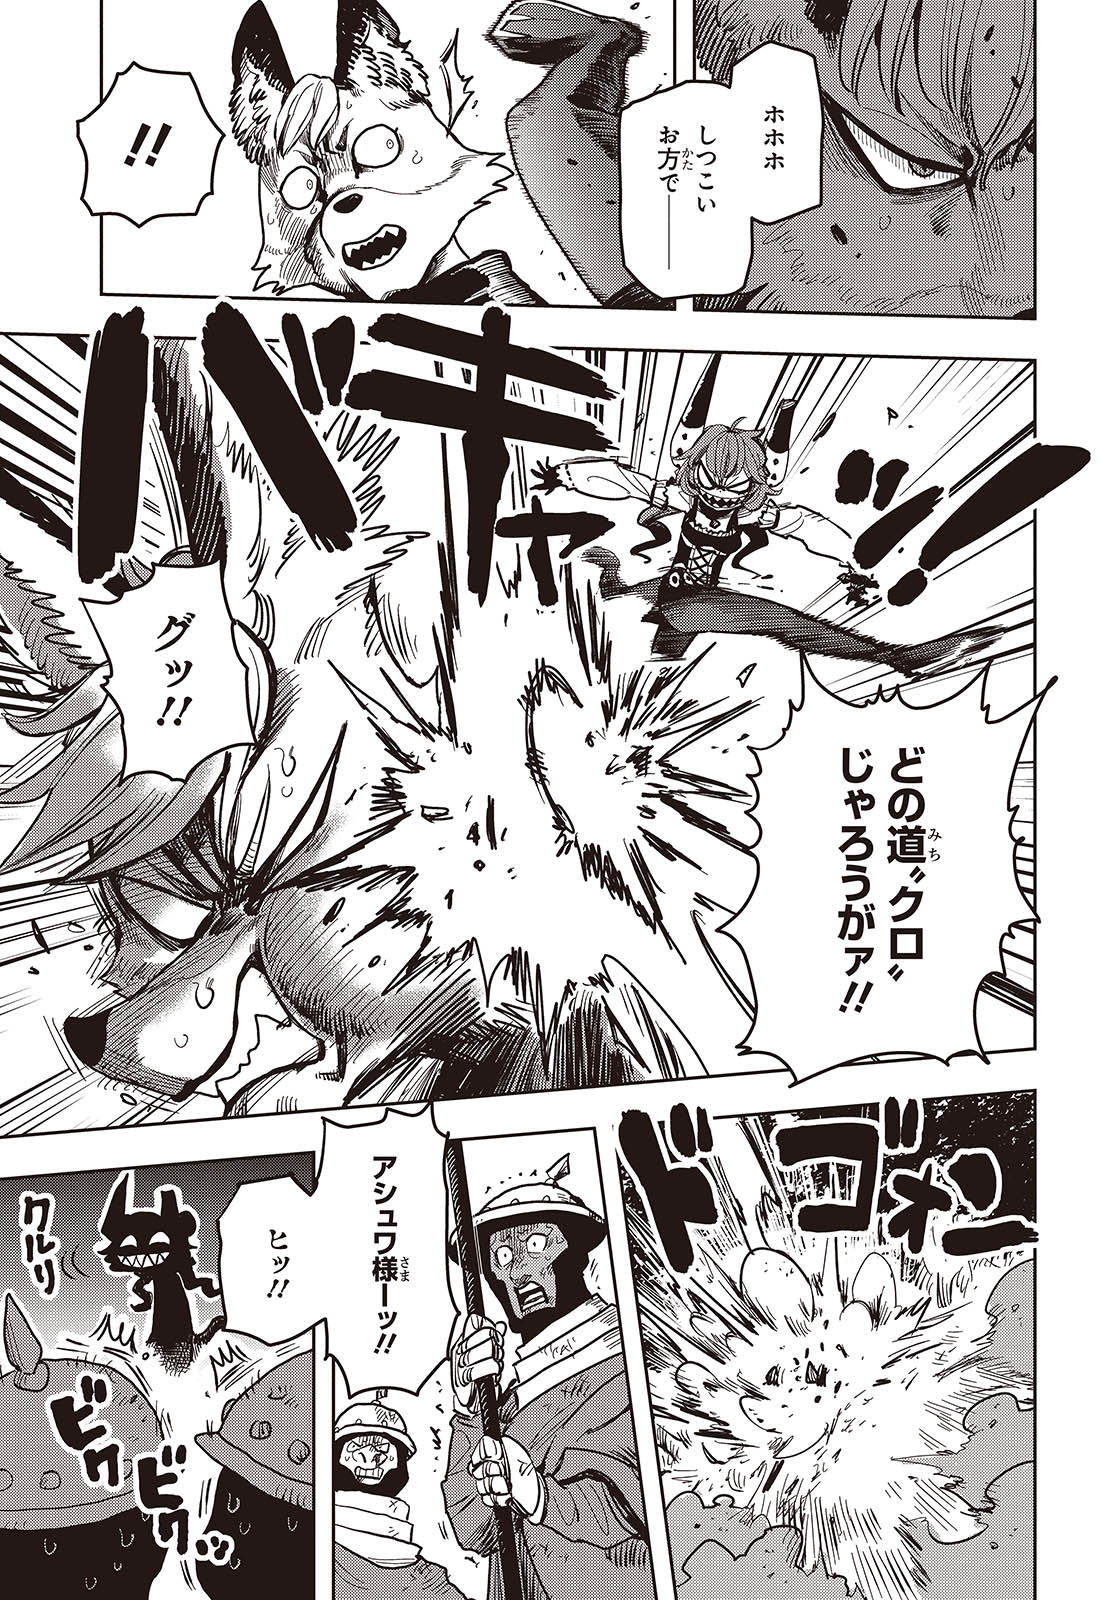 ホホホ
しつこい
お方で――
!!
バキャッ!!
どの道〝クロ〟
じゃろうがァ!!
グッ!!
ドゴォン
アシュワ様ーッ!!
ヒッ!!
クルリ
ビク
ビクッ